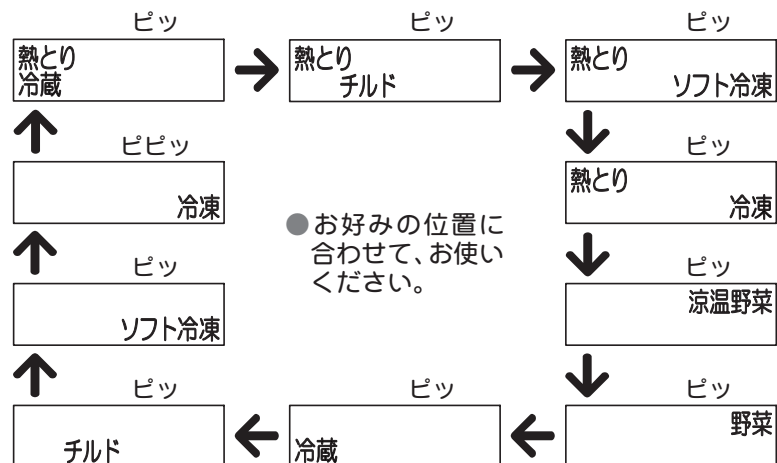 ピッ
熱とり
冷蔵
ピッ
熱とり
チルド
ピッ
熱とり
ソフト冷凍
ピッ
熱とり
冷凍
ピッ
涼温野菜
ピッ
野菜
ピッ
冷蔵
ピッ
チルド
ピッ
ソフト冷凍
ピピッ
冷凍
●お好みの位置に
合わせて、お使い
ください。